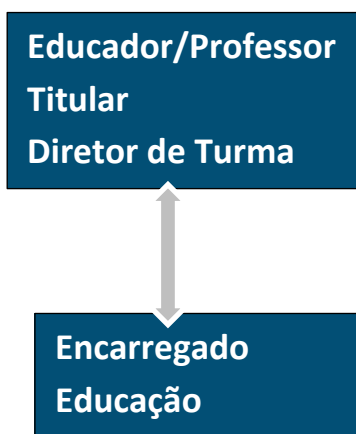 Educador/Professor
Titular
Diretor de Turma
Encarregado
Educação